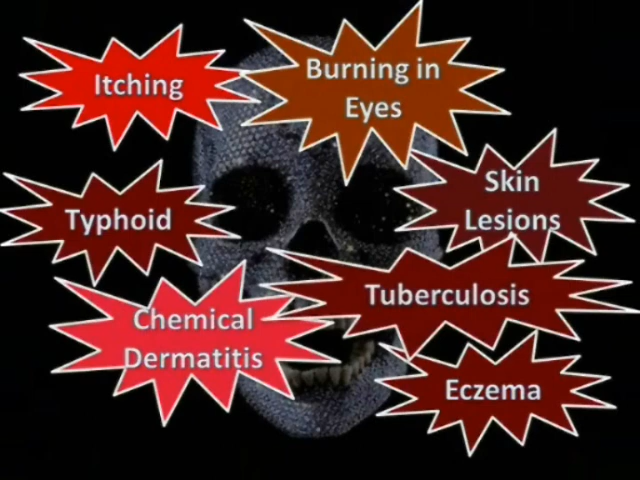 Itching
Burning in
Eyes
Typhoid
Skin
Lesions
Tuberculosis
Chemical
Dermatitis
Eczema